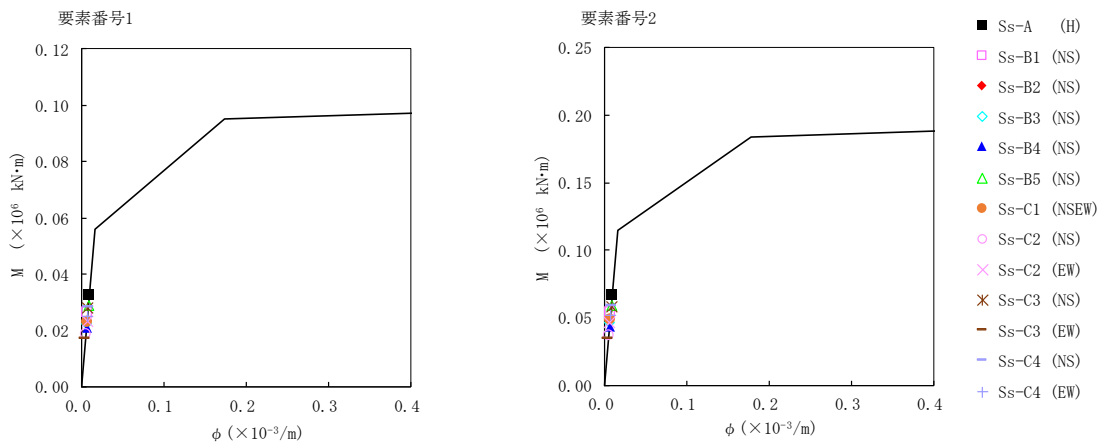 要素番号1
0.12
0.10
0.08
0.06
0.04
0.02
0.00
M (×10⁶ kN・m)
0.0 0.1 0.2 0.3 0.4
φ(×10⁻³/m)
要素番号2
0.25
0.20
0.15
0.10
0.05
0.00
M (×10⁶ kN・m)
0.0 0.1 0.2 0.3 0.4
φ(×10⁻³/m)
Ss-A (H)
Ss-B1 (NS)
Ss-B2 (NS)
Ss-B3 (NS)
Ss-B4 (NS)
Ss-B5 (NS)
Ss-C1 (NSEW)
Ss-C2 (NS)
Ss-C2 (EW)
Ss-C3 (NS)
Ss-C3 (EW)
Ss-C4 (NS)
Ss-C4 (EW)